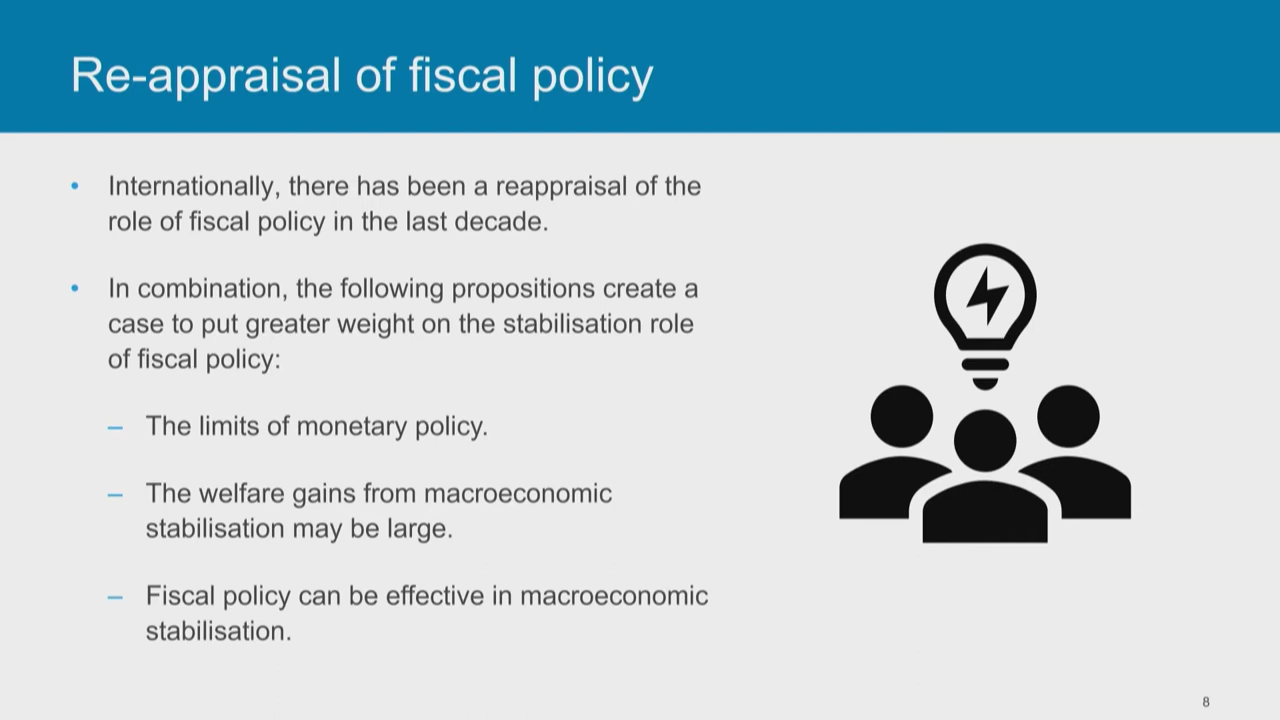 Re-appraisal of fiscal policy
• Internationally, there has been a reappraisal of the
role of fiscal policy in the last decade.
• In combination, the following propositions create a
case to put greater weight on the stabilisation role
of fiscal policy:
– The limits of monetary policy.
– The welfare gains from macroeconomic
stabilisation may be large.
– Fiscal policy can be effective in macroeconomic
stabilisation.
8